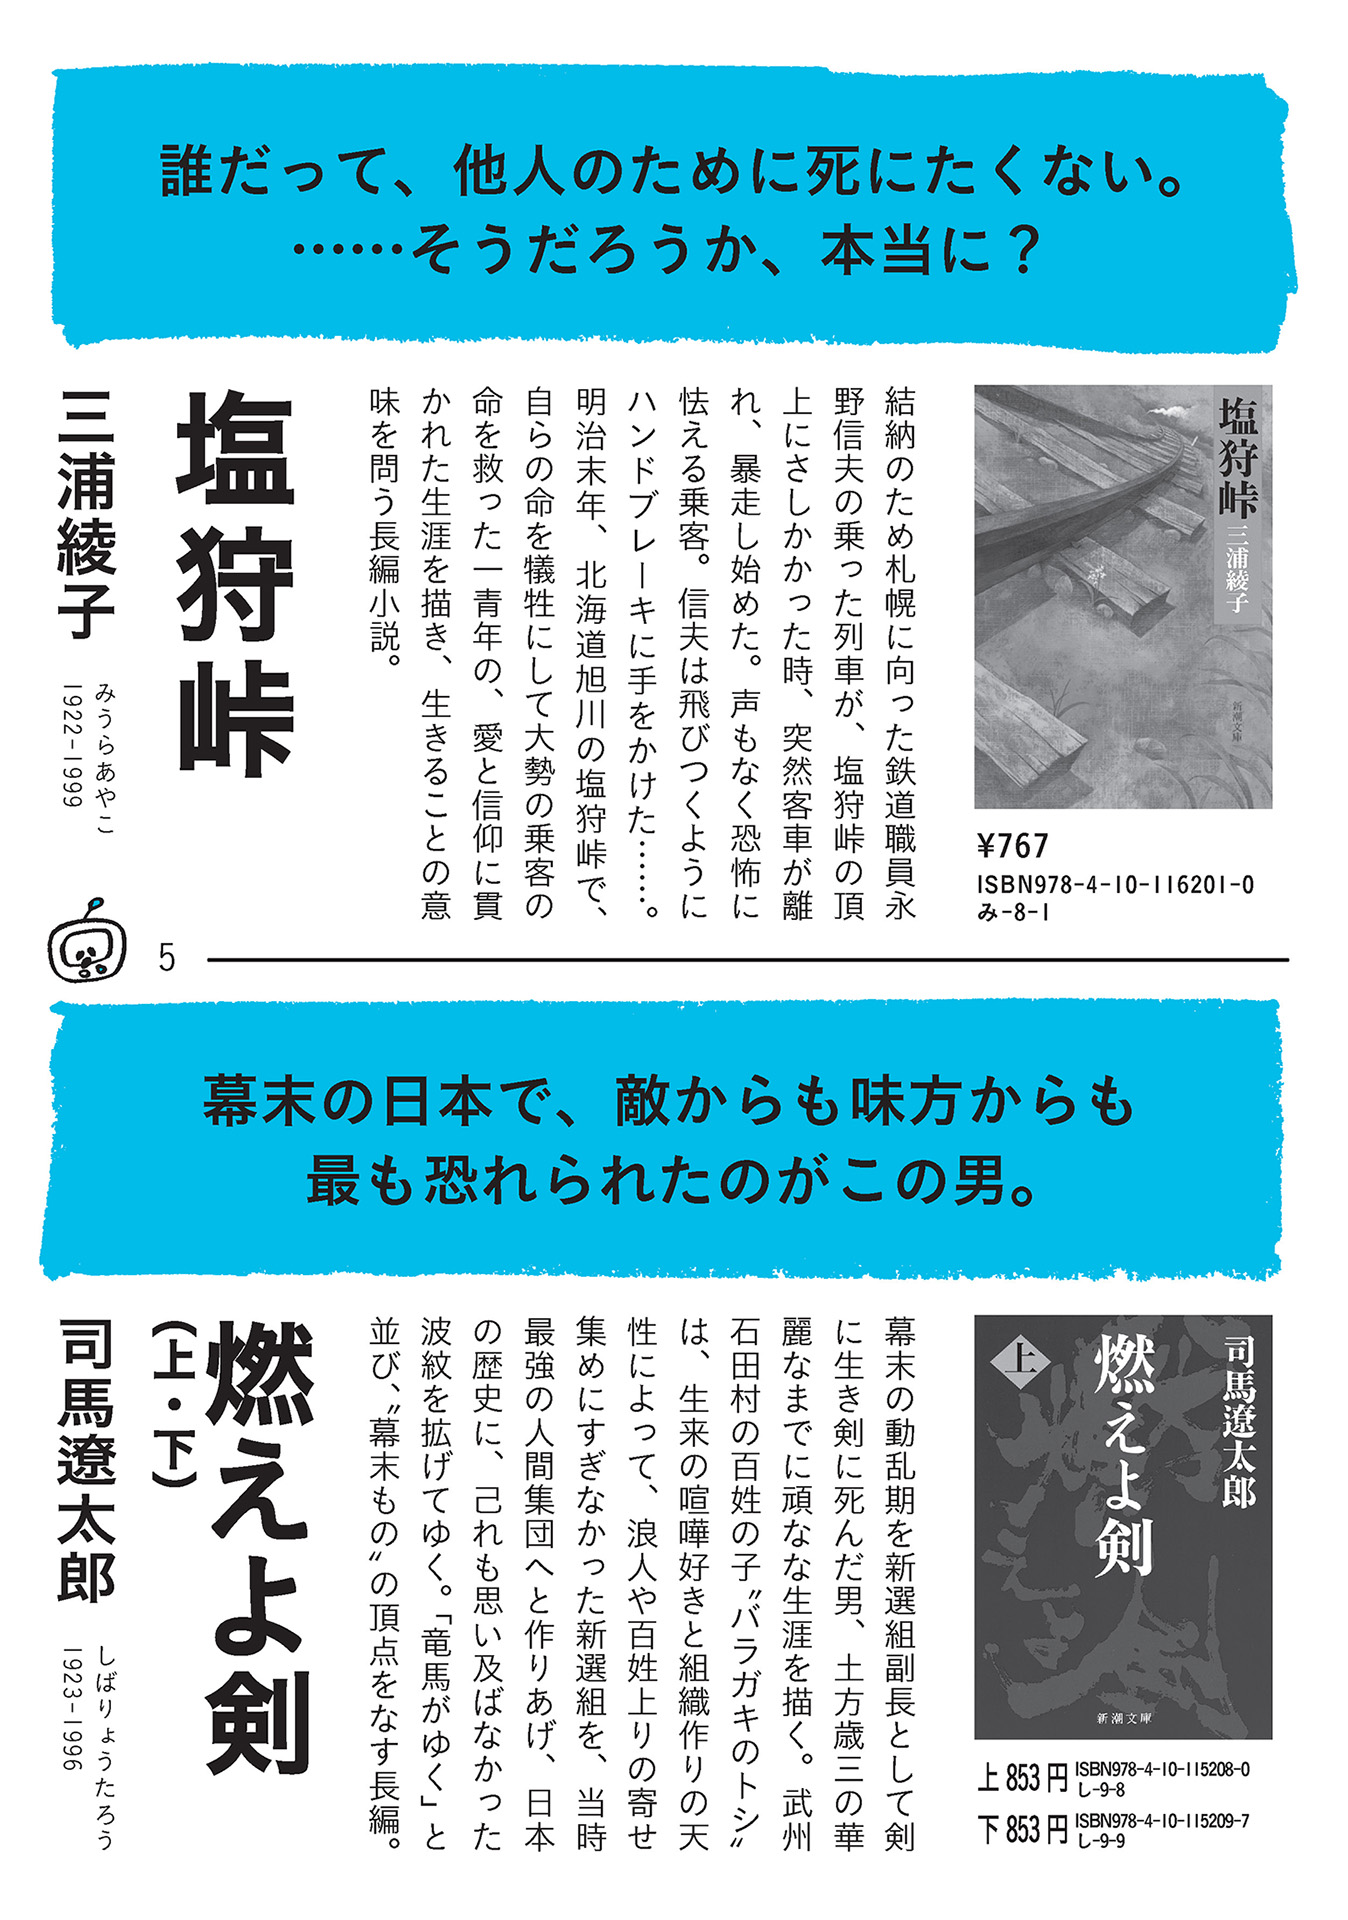 誰だって、他人のために死にたくない。
……そうだろうか、本当に？
塩狩峠
三浦綾子
新潮文庫
¥767
ISBN978-4-10-116201-0
み-8-1
結納のため札幌に向った鉄道職員永
野信夫の乗った列車が、塩狩峠の頂
上にさしかかった時、突然客車が離
れ、暴走し始めた。声もなく恐怖に
怯える乗客。信夫は飛びつくように
ハンドブレーキに手をかけた……。
明治末年、北海道旭川の塩狩峠で、
自らの命を犠牲にして大勢の乗客の
命を救った一青年の、愛と信仰に貫
かれた生涯を描き、生きることの意
味を問う長編小説。
塩狩峠
三浦綾子
みうらあやこ
1922-1999
5
幕末の日本で、敵からも味方からも
最も恐れられたのがこの男。
司馬遼太郎
燃えよ剣
上
新潮文庫
上 853 円 ISBN978-4-10-115208-0
し-9-8
下 853 円 ISBN978-4-10-115209-7
し-9-9
幕末の動乱期を新選組副長として剣
に生き剣に死んだ男、土方歳三の華
麗なまでに頑なな生涯を描く。武州
石田村の百姓の子〝バラガキのトシ〟
は、生来の喧嘩好きと組織作りの天
性によって、浪人や百姓上りの寄せ
集めにすぎなかった新選組を、当時
最強の人間集団へと作りあげ、日本
の歴史に、己れも思い及ばなかった
波紋を拡げてゆく。「竜馬がゆく」と
並び、〝幕末もの〟の頂点をなす長編。
燃えよ剣
（上・下）
司馬遼太郎
しばりょうたろう
1923-1996